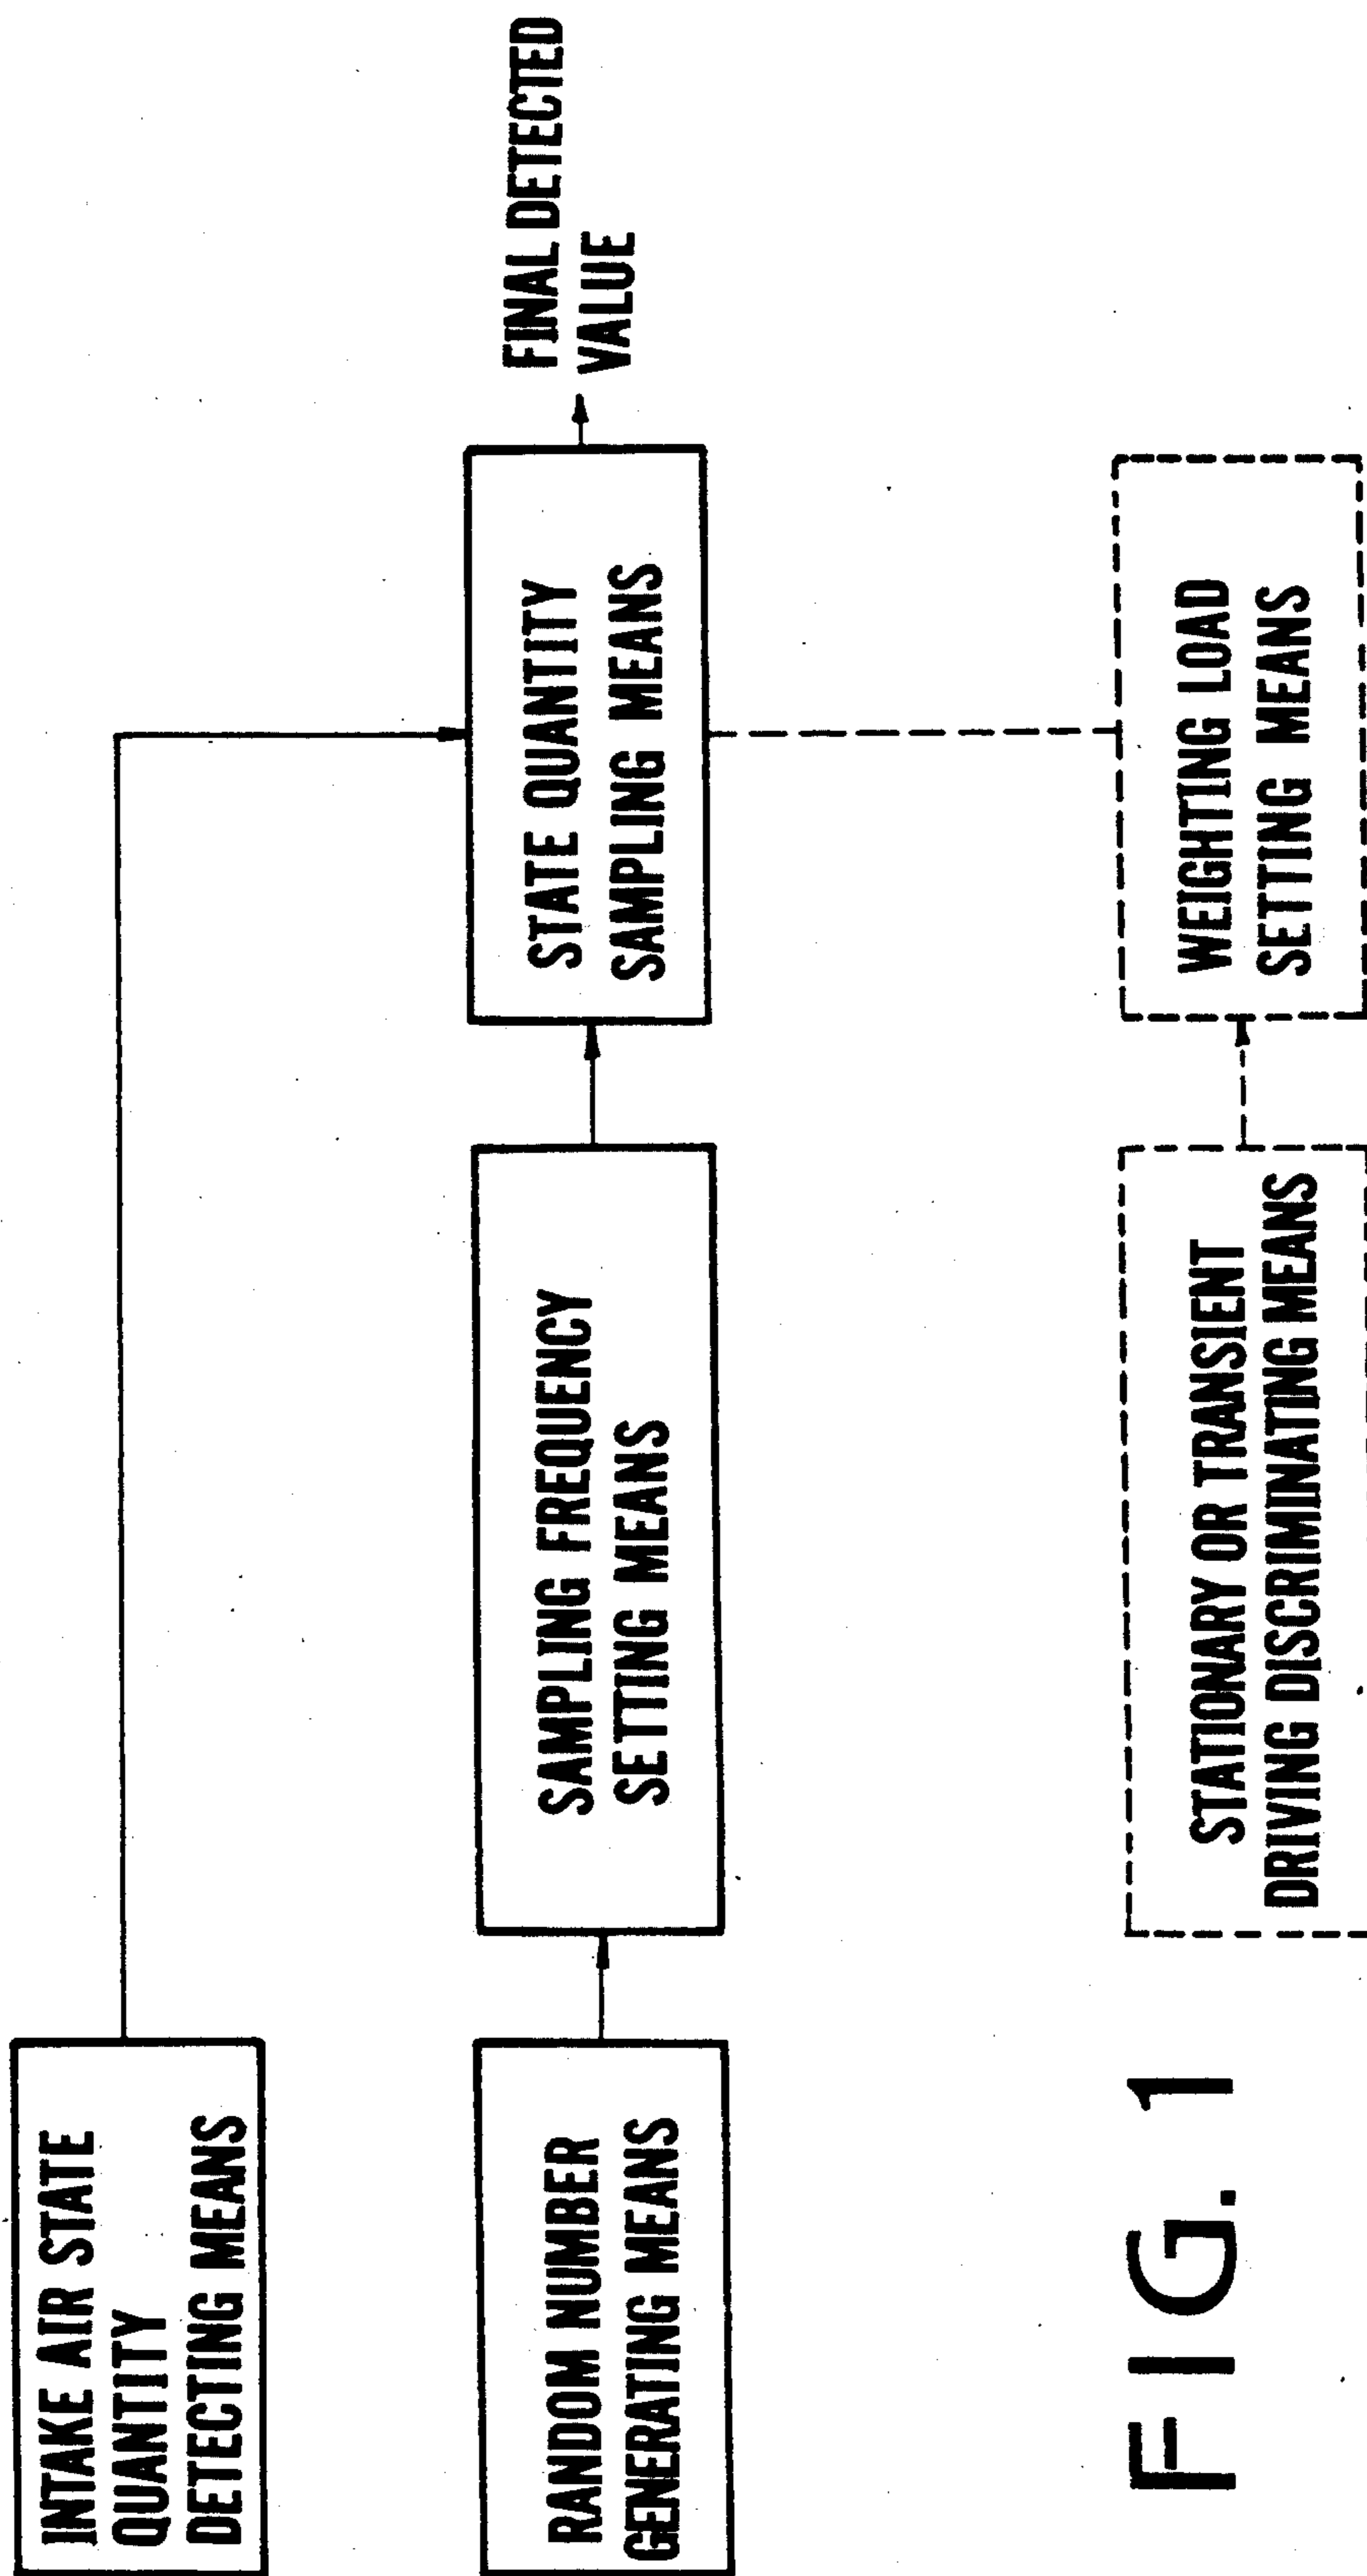 INTAKE AIR STATE
QUANTITY
DETECTING MEANS
RANDOM NUMBER
GENERATING MEANS
SAMPLING FREQUENCY
SETTING MEANS
STATE QUANTITY
SAMPLING MEANS
FINAL DETECTED
VALUE
STATIONARY OR TRANSIENT
DRIVING DISCRIMINATING MEANS
WEIGHTING LOAD
SETTING MEANS
FIG. 1